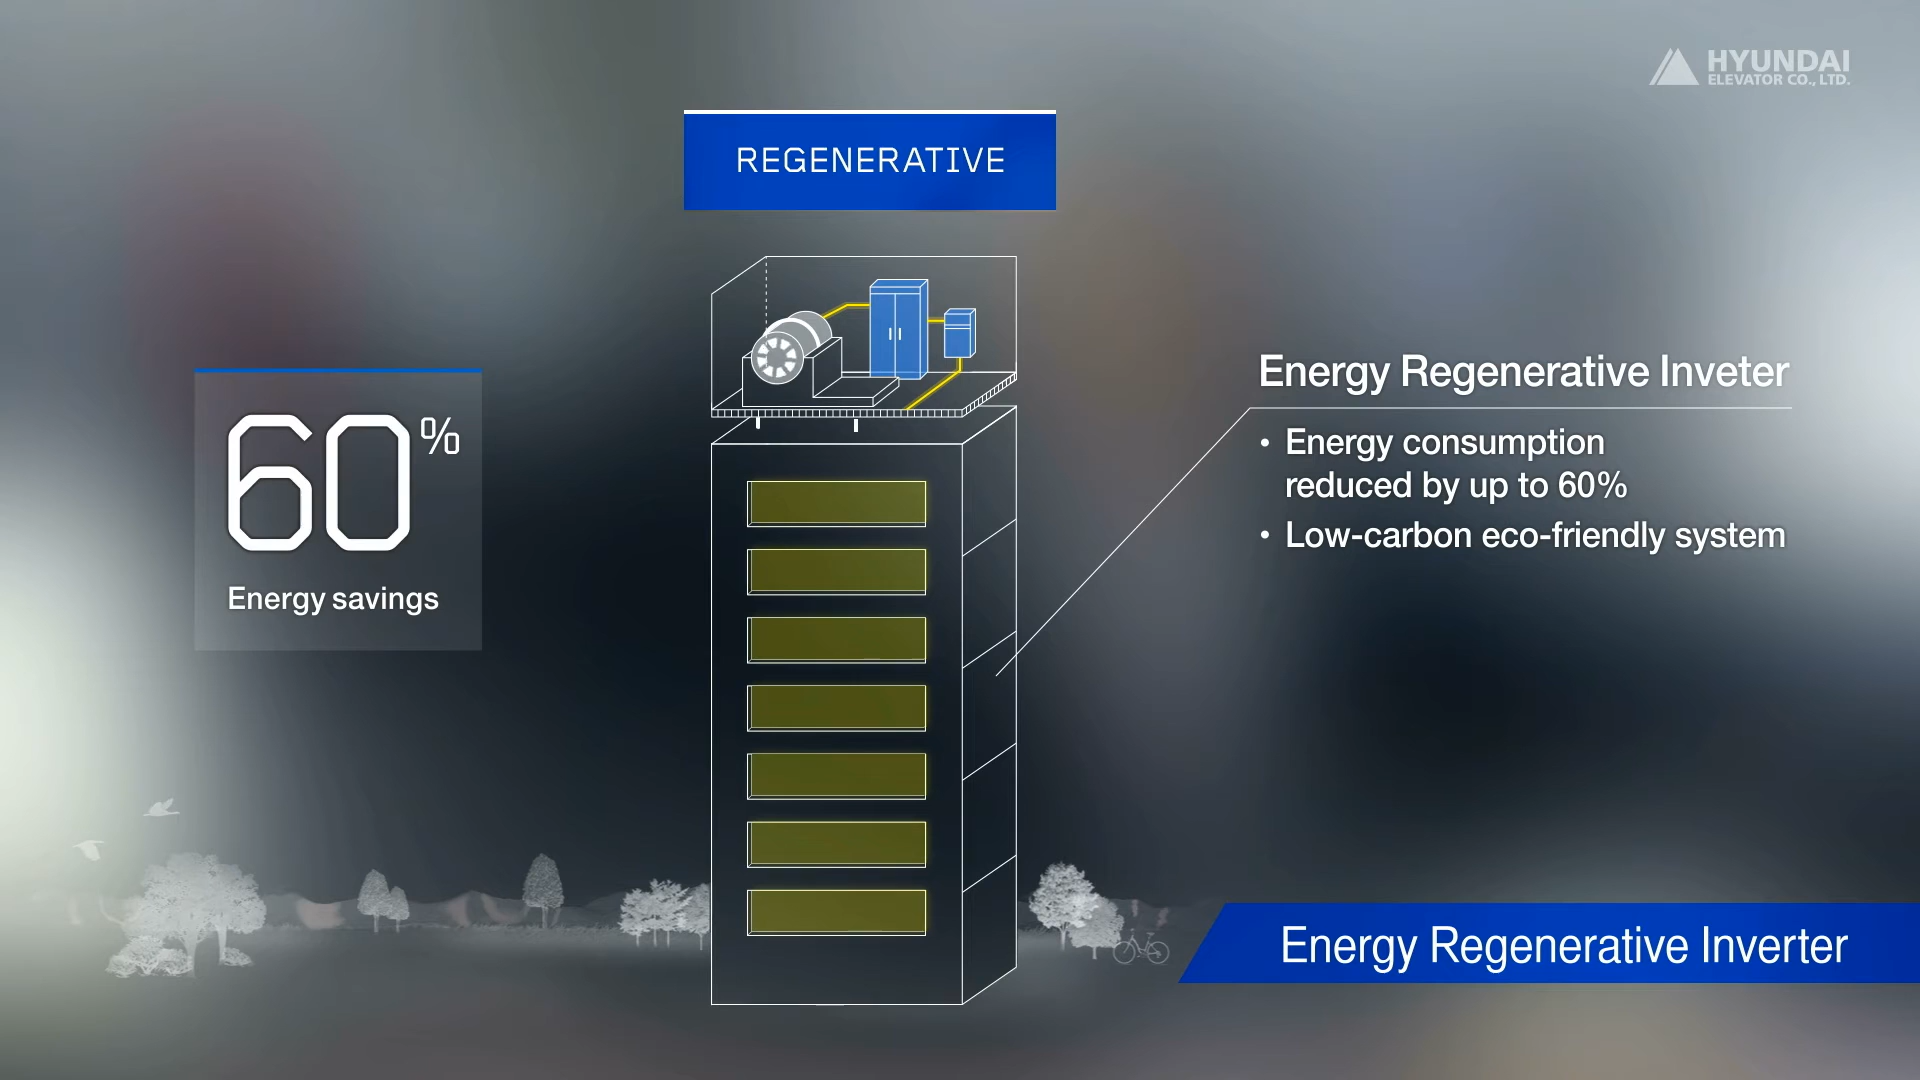 HYUNDAI
ELEVATOR CO., LTD.
REGENERATIVE
60%
Energy savings
Energy Regenerative Inveter
• Energy consumption
reduced by up to 60%
• Low-carbon eco-friendly system
Energy Regenerative Inverter